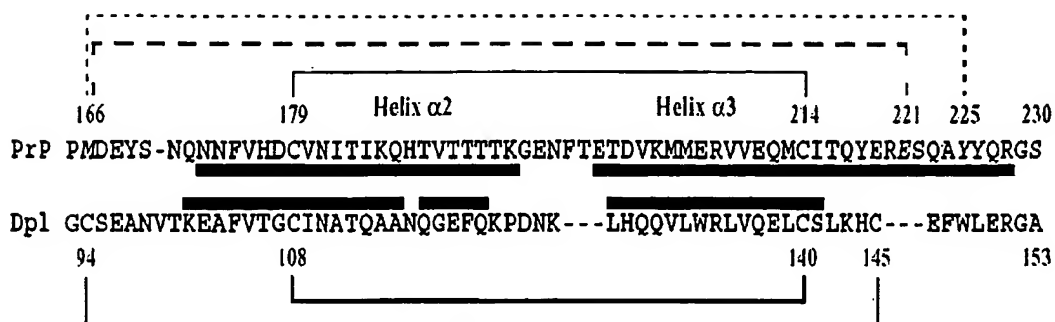 166 179 Helix α2 Helix α3 214 221 225 230
PrP PMDEYS-NQNNFVHDCVNITIKQHTVTTTTKGENFTETDVKMMERVVEQMCITQYERESQAYYQRGS
Dpl GCSEANVTKEAFVTGCINATQAANQGEFQKPDNK---LHQQVLWRLVQELCSLKHC---EFWLERGA
94 108 140 145 153